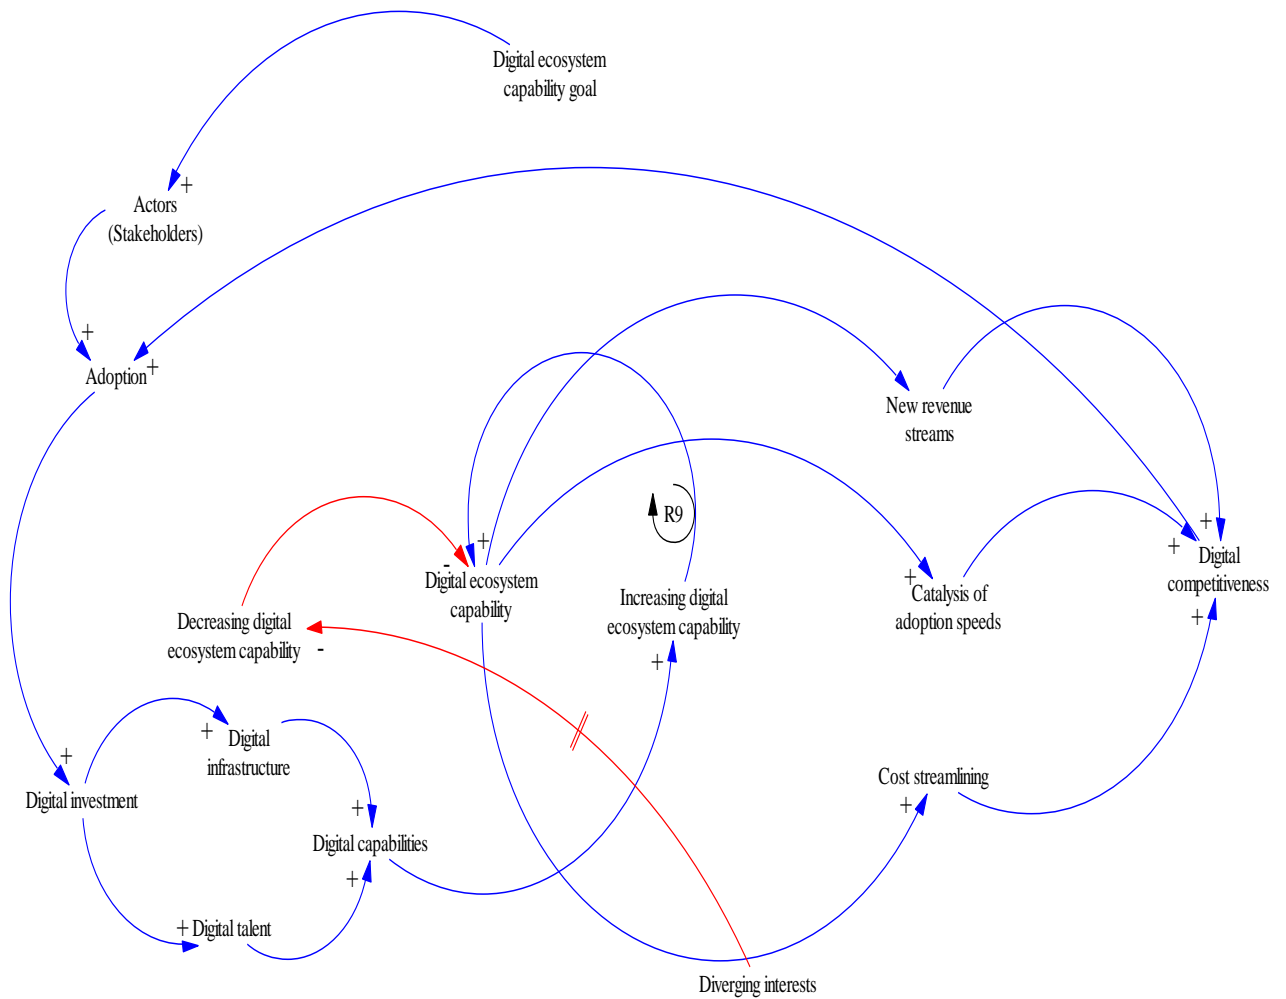 Digital ecosystem
capability goal
+
Actors
(Stakeholders)
+
Adoption
+
New revenue
streams
R9
+
-
Digital ecosystem
capability
+
+
Digital
competitiveness
+
+
Catalysis of
adoption speeds
Increasing digital
ecosystem capability
+
Decreasing digital
ecosystem capability
-
+
Digital
infrastructure
+
Digital investment
+
Digital capabilities
+
Cost streamlining
+
+ Digital talent
Diverging interests